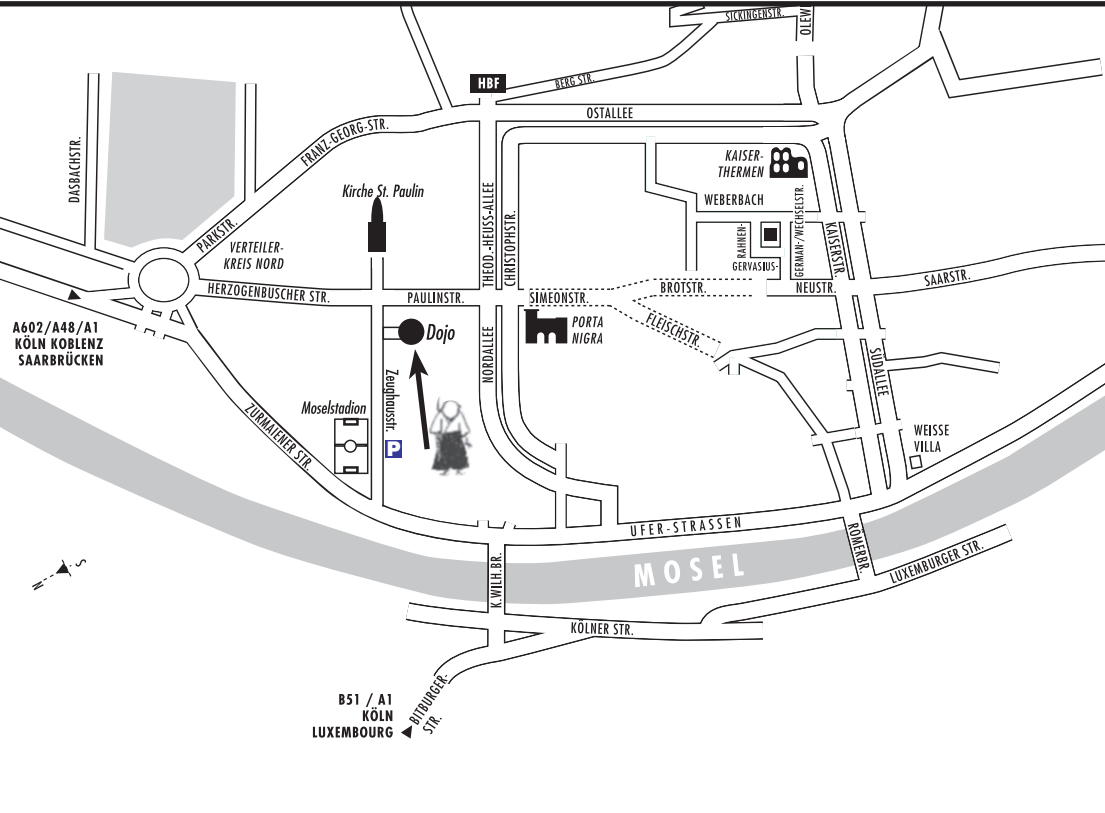 SICKINGENSTR.
OLEWI
HBF
BERG STR.
OSTALLEE
FRANZ-GEORG-STR.
DASBACHSTR.
KAISER-
THERMEN
Kirche St. Paulin
WEBERBACH
PARKSTR.
VERTEILER-
KREIS NORD
THEOD.-HEUSS-ALLEE
CHRISTOPHSTR.
RAHNEN-
GERMAN-/WECHSELSTR.
KAISERSTR.
GERVASIUS-
HERZOGENBUSCHER STR.
PAULINSTR.
SIMEONSTR.
BROTSTR.
NEUSTR.
SAARSTR.
A602/A48/A1
KÖLN KOBLENZ
SAARBRÜCKEN
Dojo
PORTA
NIGRA
FLEISCHSTR.
NORDALLEE
SÜDALLEE
Zeughausstr.
Moselstadion
P
ZURMAIENER STR.
WEISSE
VILLA
UFER-STRASSEN
RÖMERBR.
MOSEL
LUXEMBURGER STR.
S
N
K.WILH.BR.
KÖLNER STR.
B51 / A1
KÖLN
LUXEMBOURG
BITBURGER-
STR.